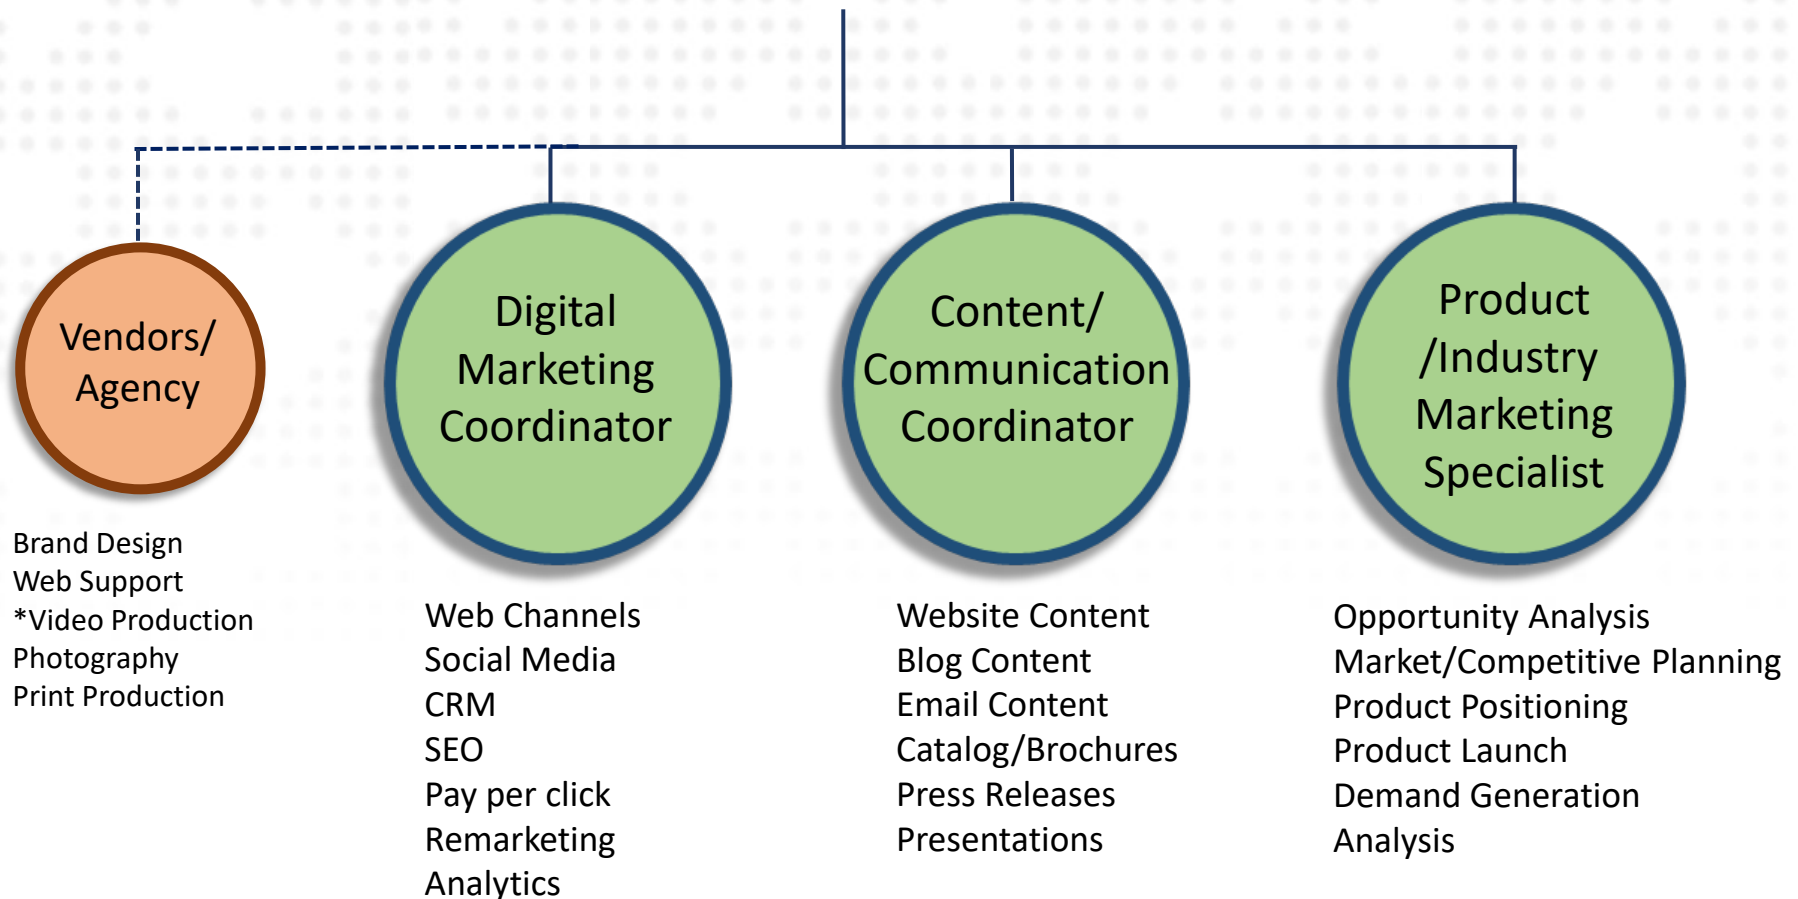 Vendors/
Agency
Brand Design
Web Support
*Video Production
Photography
Print Production
Digital
Marketing
Coordinator
Web Channels
Social Media
CRM
SEO
Pay per click
Remarketing
Analytics
Content/
Communication
Coordinator
Website Content
Blog Content
Email Content
Catalog/Brochures
Press Releases
Presentations
Product
/Industry
Marketing
Specialist
Opportunity Analysis
Market/Competitive Planning
Product Positioning
Product Launch
Demand Generation
Analysis